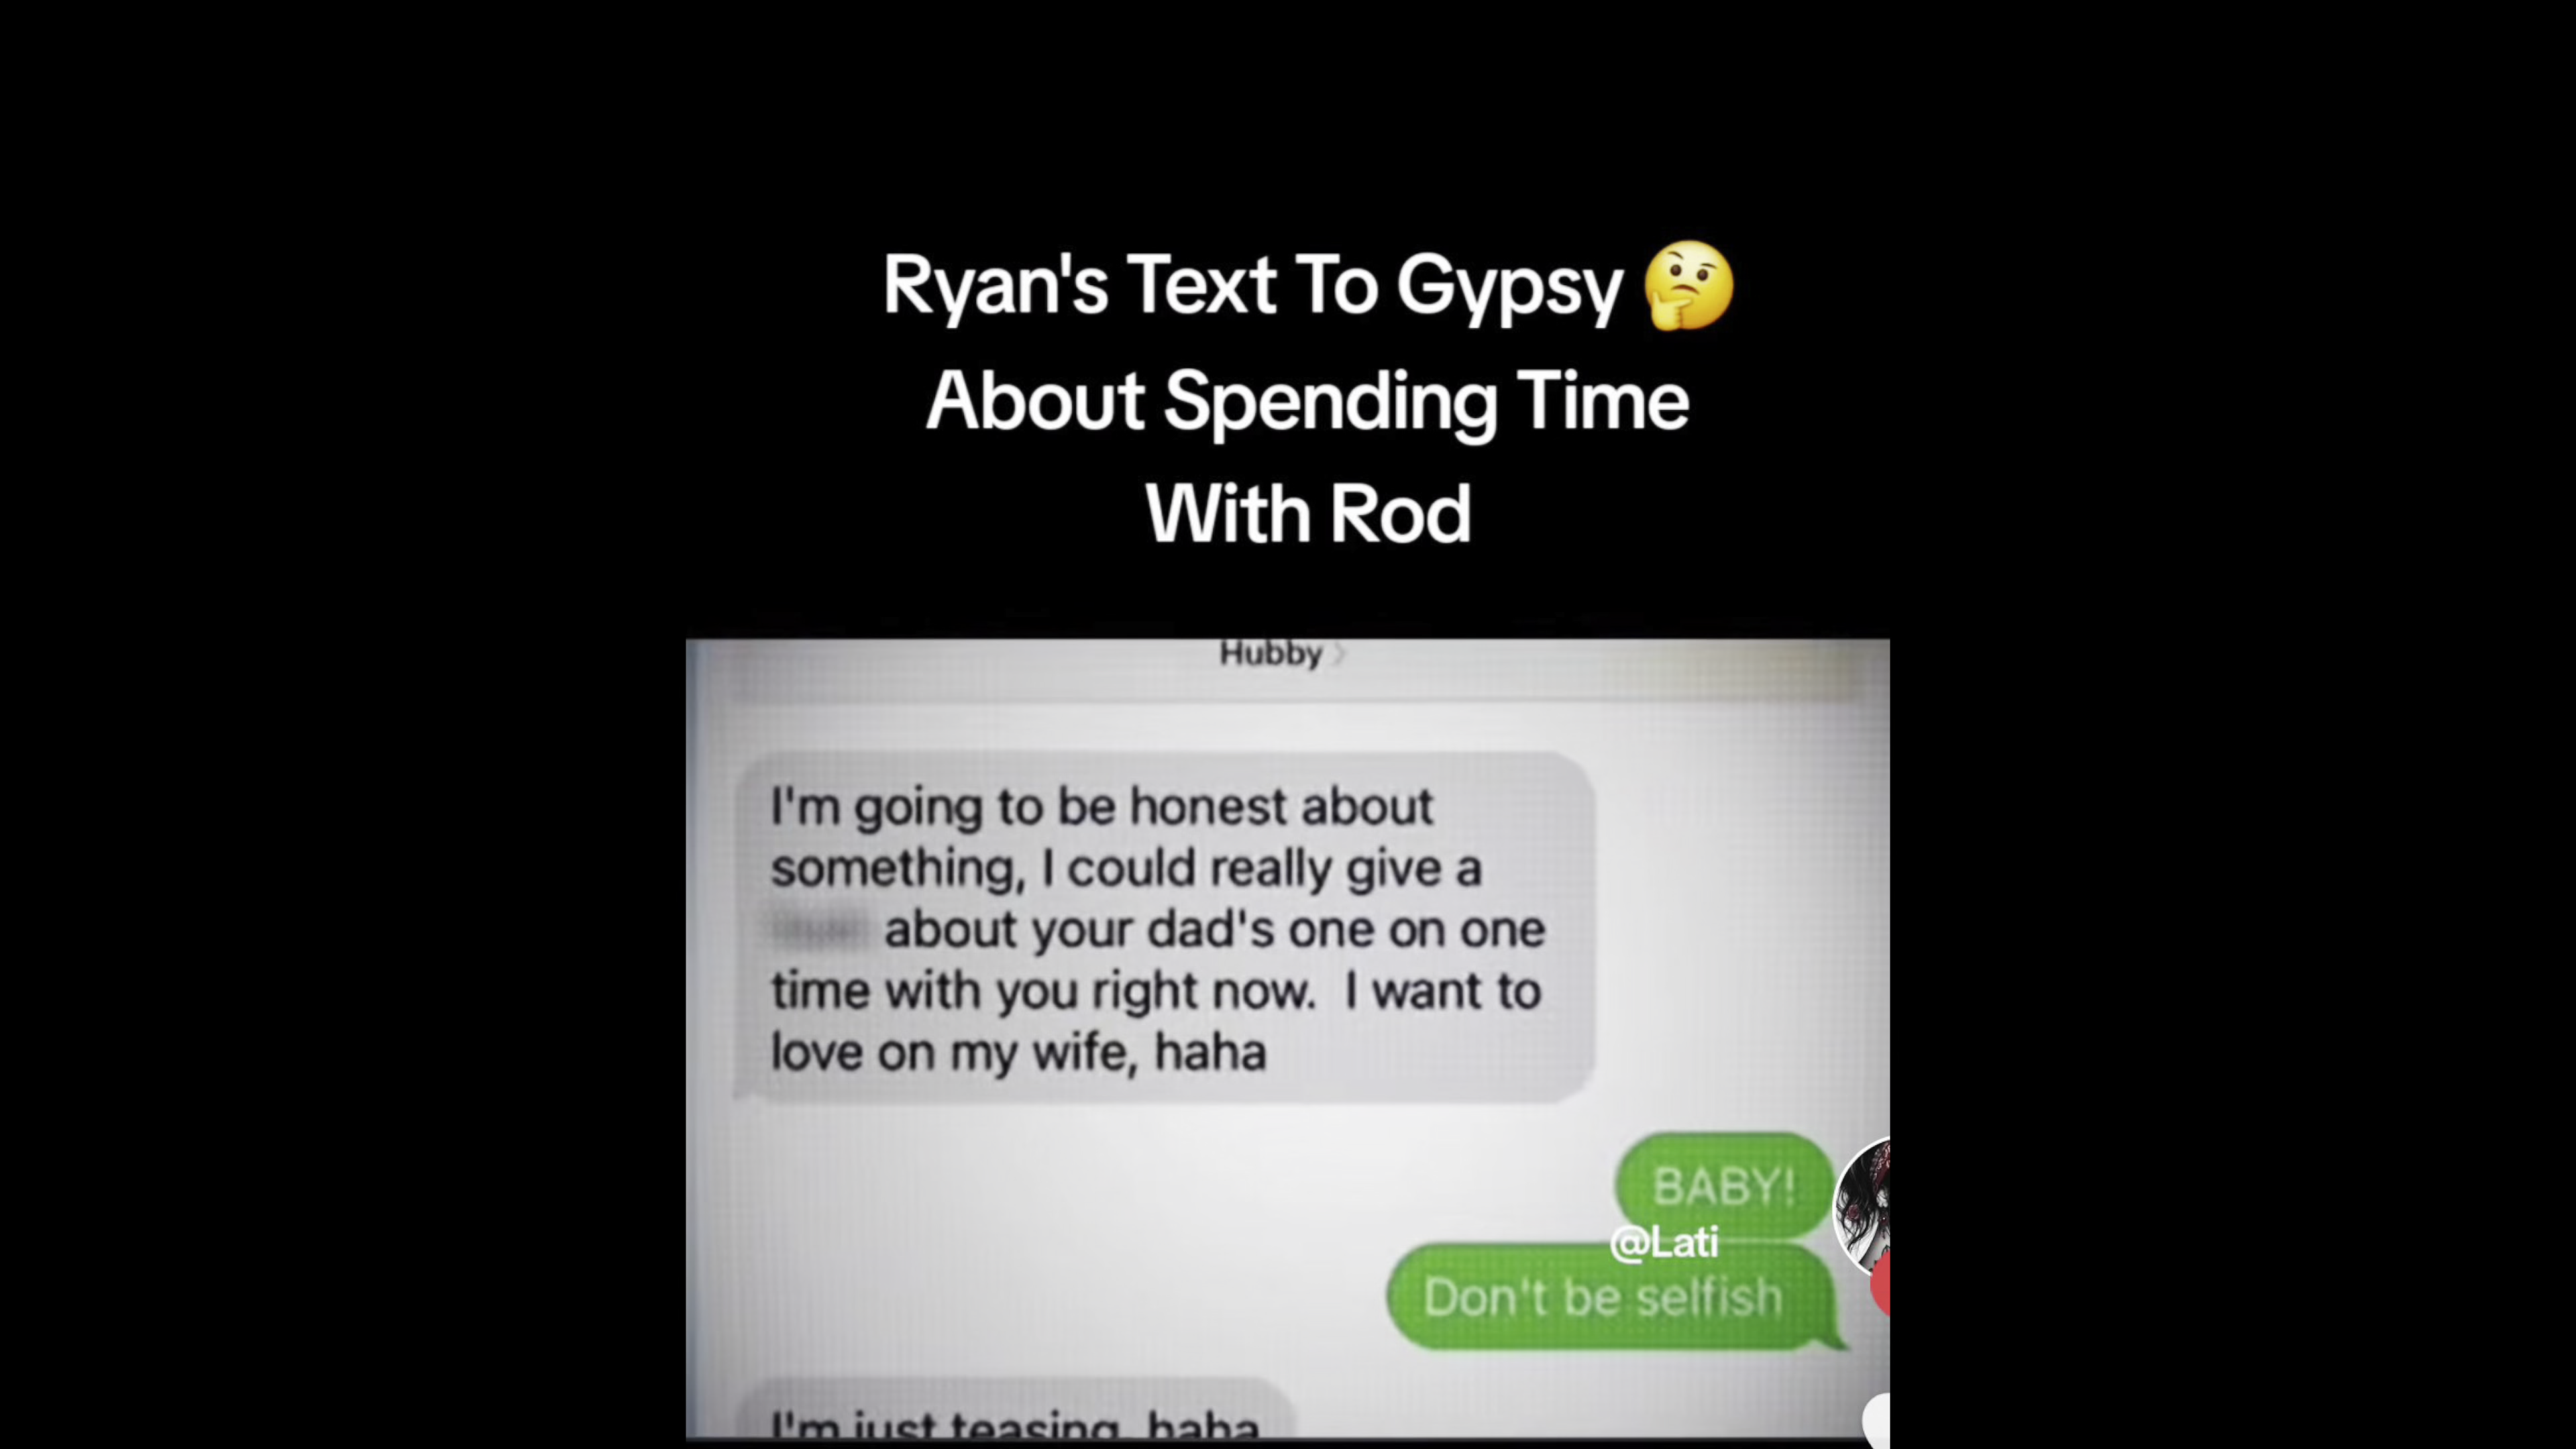 Ryan's Text To Gypsy 🤔
About Spending Time
With Rod
Hubby
I'm going to be honest about
something, I could really give a
about your dad's one on one
time with you right now. I want to
love on my wife, haha
BABY!
@Lati
Don't be selfish
I'm just teasing, haha